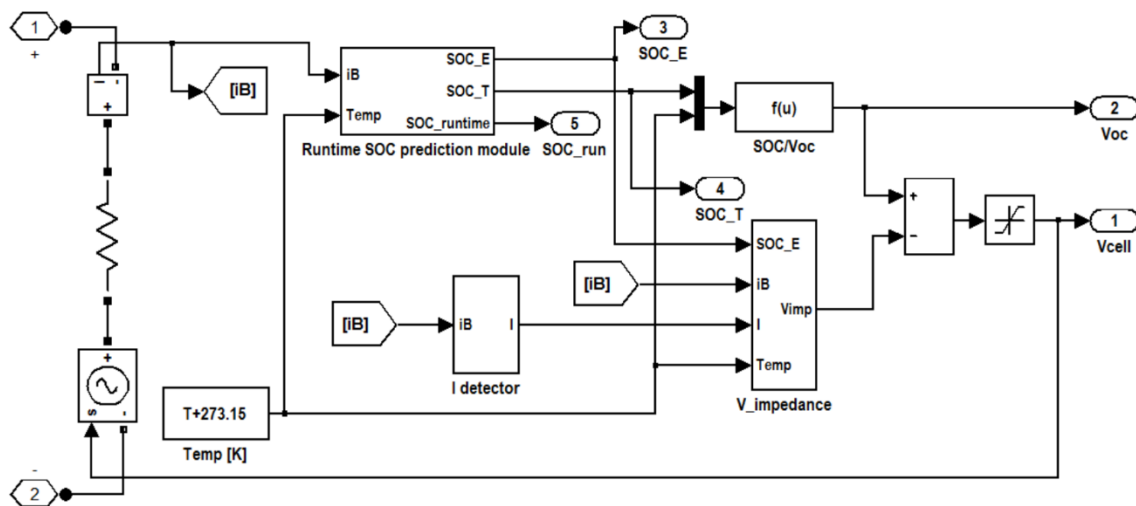 1
+
I
-
+
[iB]
iB
Temp
SOC_E
SOC_T
SOC_runtime
Runtime SOC prediction module
3
SOC_E
5
SOC_run
4
SOC_T
f(u)
SOC/Voc
2
Voc
+
-
1
Vcell
[iB]
iB
I
I detector
[iB]
SOC_E
iB
I
Temp
Vimp
V_impedance
+
s
-
T+273.15
Temp [K]
-
2